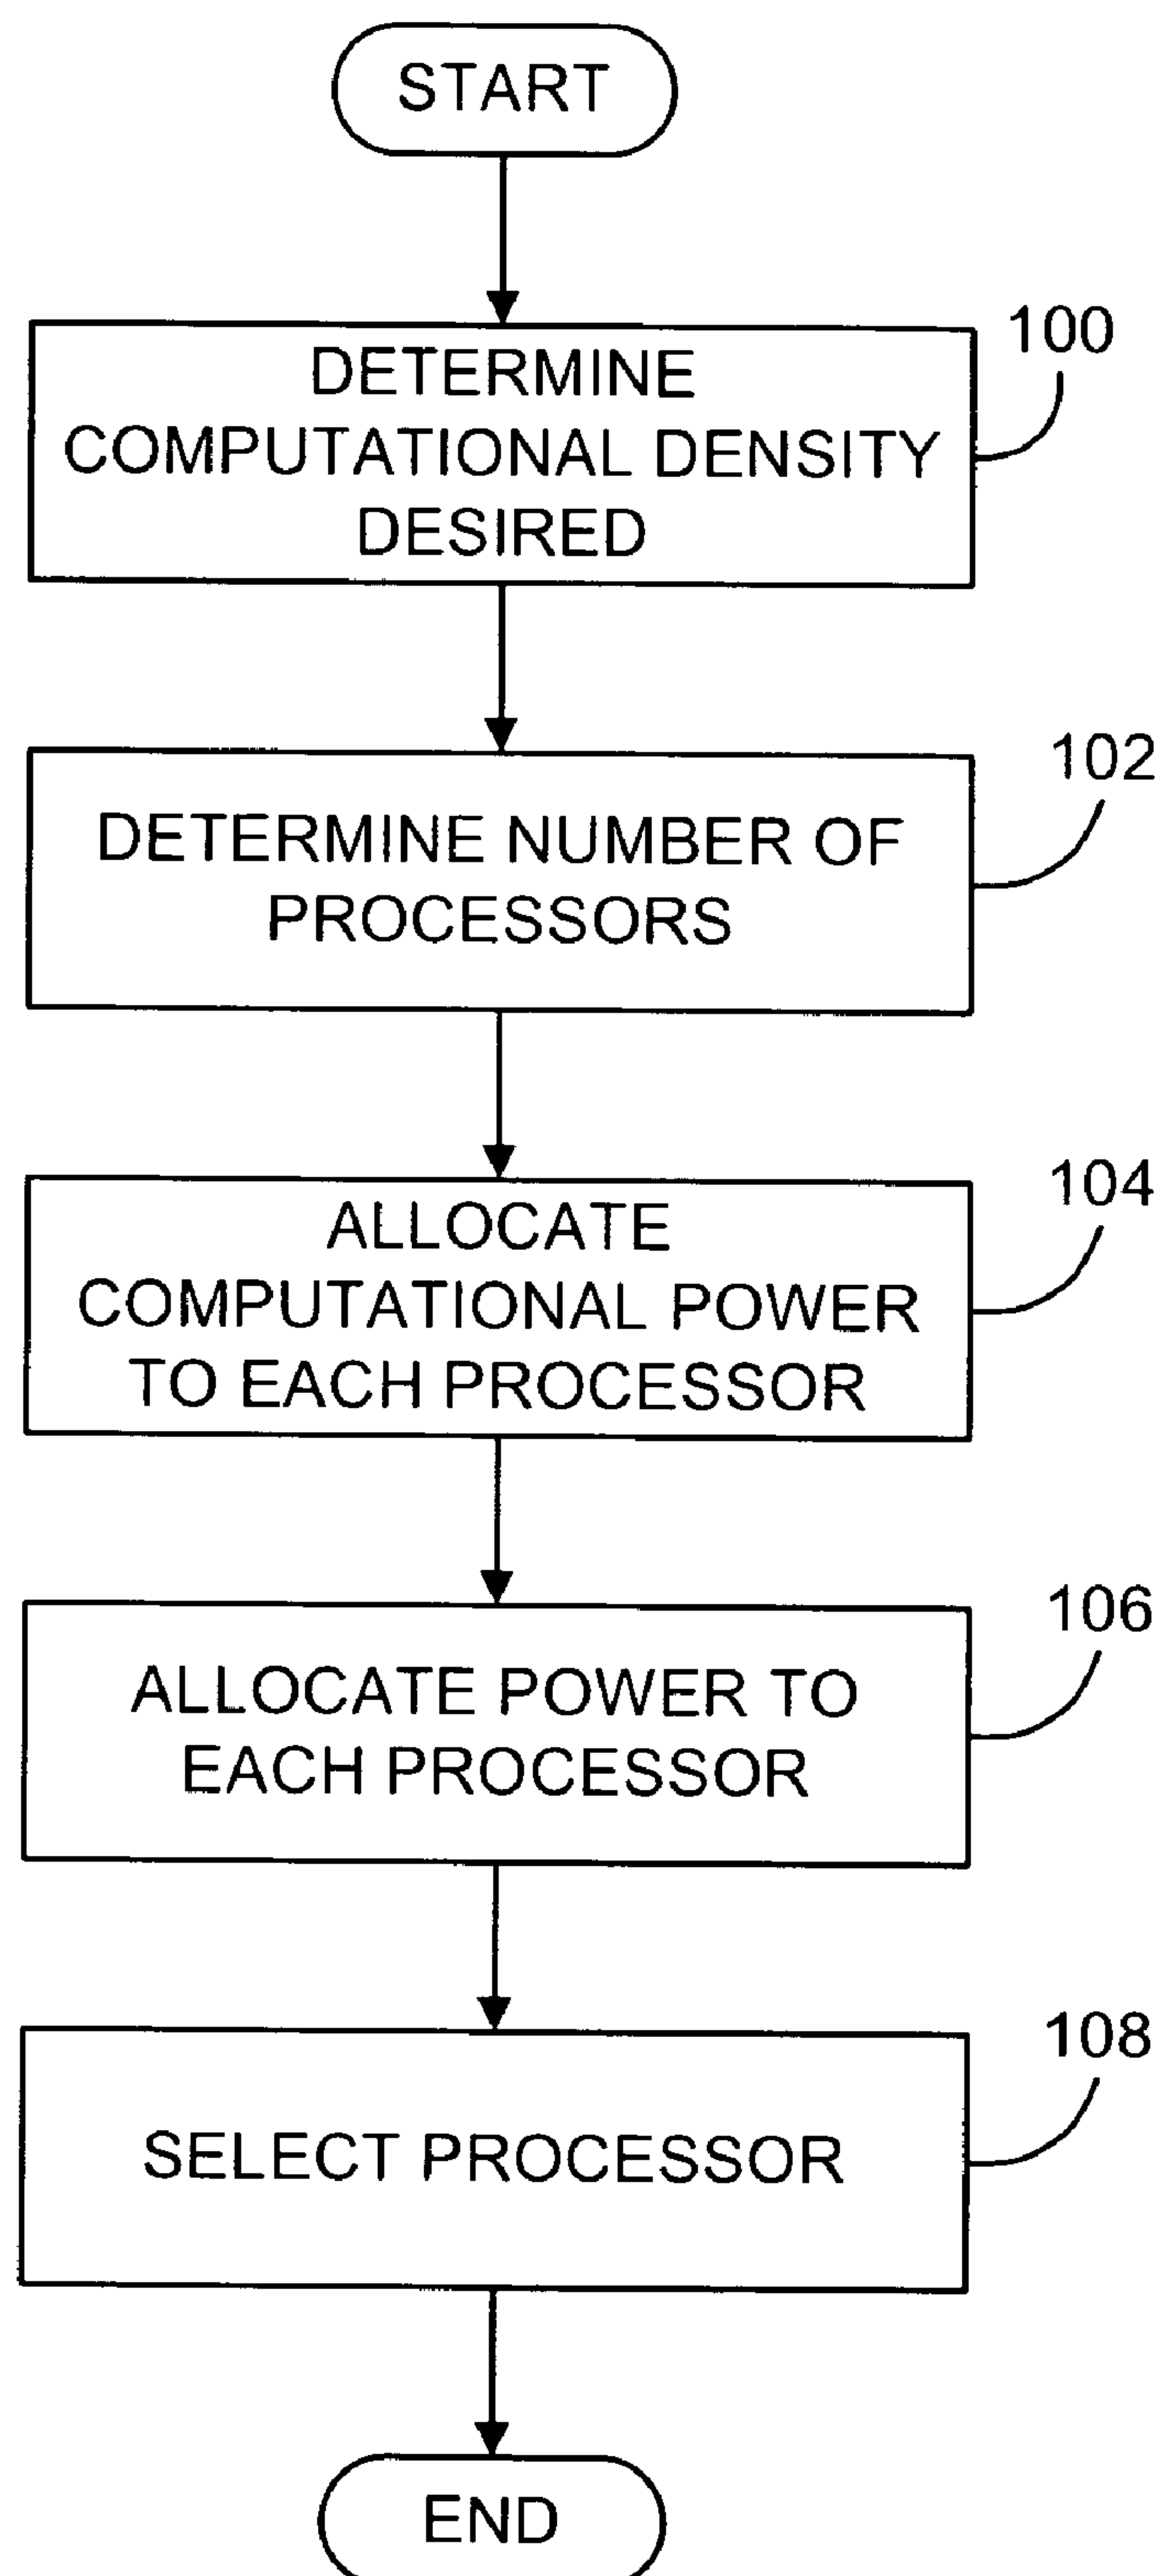 START
100
DETERMINE
COMPUTATIONAL DENSITY
DESIRED
102
DETERMINE NUMBER OF
PROCESSORS
104
ALLOCATE
COMPUTATIONAL POWER
TO EACH PROCESSOR
106
ALLOCATE POWER TO
EACH PROCESSOR
108
SELECT PROCESSOR
END